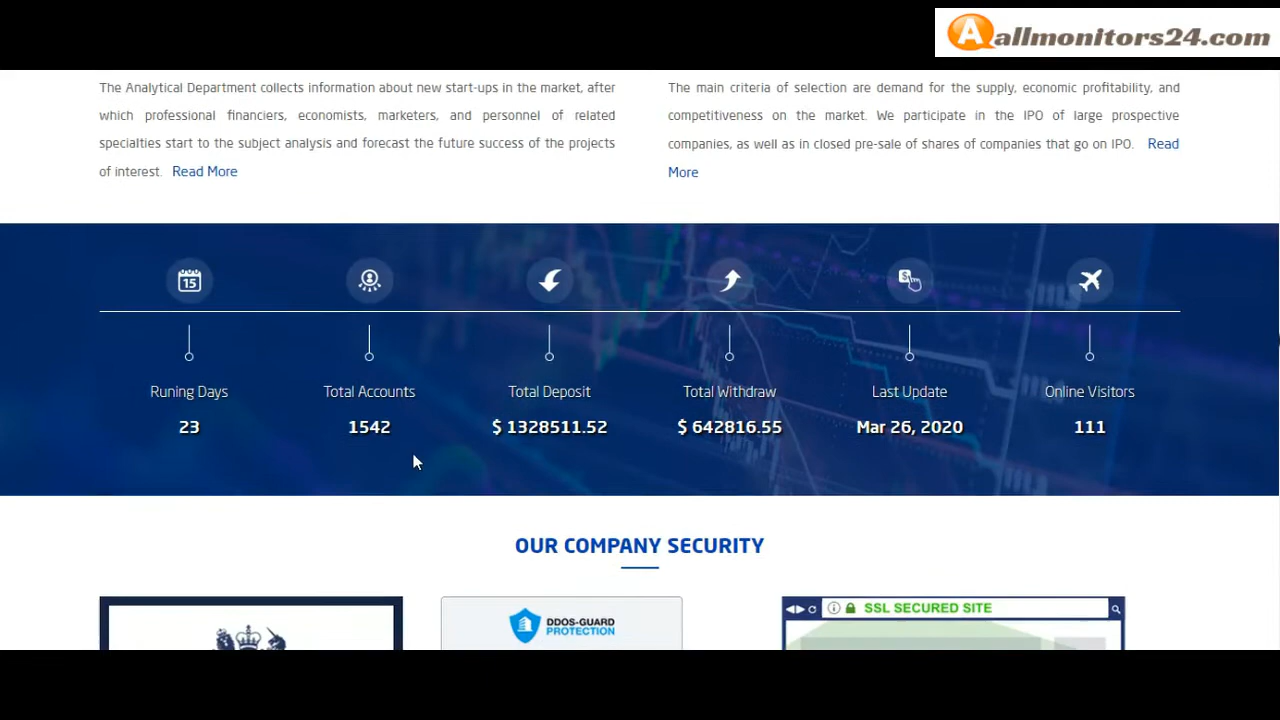 Aallmonitors24.com
The Analytical Department collects information about new start-ups in the market, after
which professional financiers, economists, marketers, and personnel of related
specialties start to the subject analysis and forecast the future success of the projects
of interest. Read More
The main criteria of selection are demand for the supply, economic profitability, and
competitiveness on the market. We participate in the IPO of large prospective
companies, as well as in closed pre-sale of shares of companies that go on IPO. Read
More
15
$
Runing Days
Total Accounts
Total Deposit
Total Withdraw
Last Update
Online Visitors
23
1542
$ 1328511.52
$ 642816.55
Mar 26, 2020
111
OUR COMPANY SECURITY
DDOS-GUARD
PROTECTION
SSL SECURED SITE